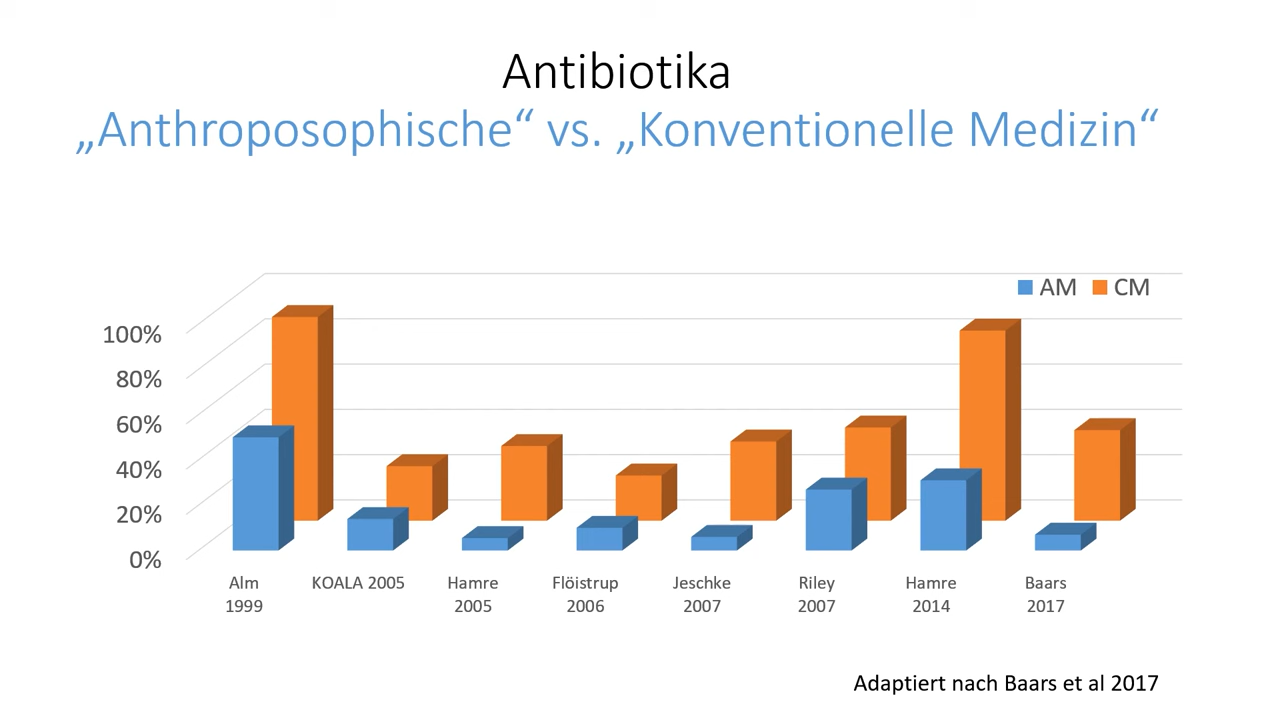 Antibiotika
„Anthroposophische“ vs. „Konventionelle Medizin“
AM CM
100%
80%
60%
40%
20%
0%
Alm KOALA 2005 Hamre Flöistrup Jeschke Riley Hamre Baars
1999 2005 2006 2007 2007 2014 2017
Adaptiert nach Baars et al 2017